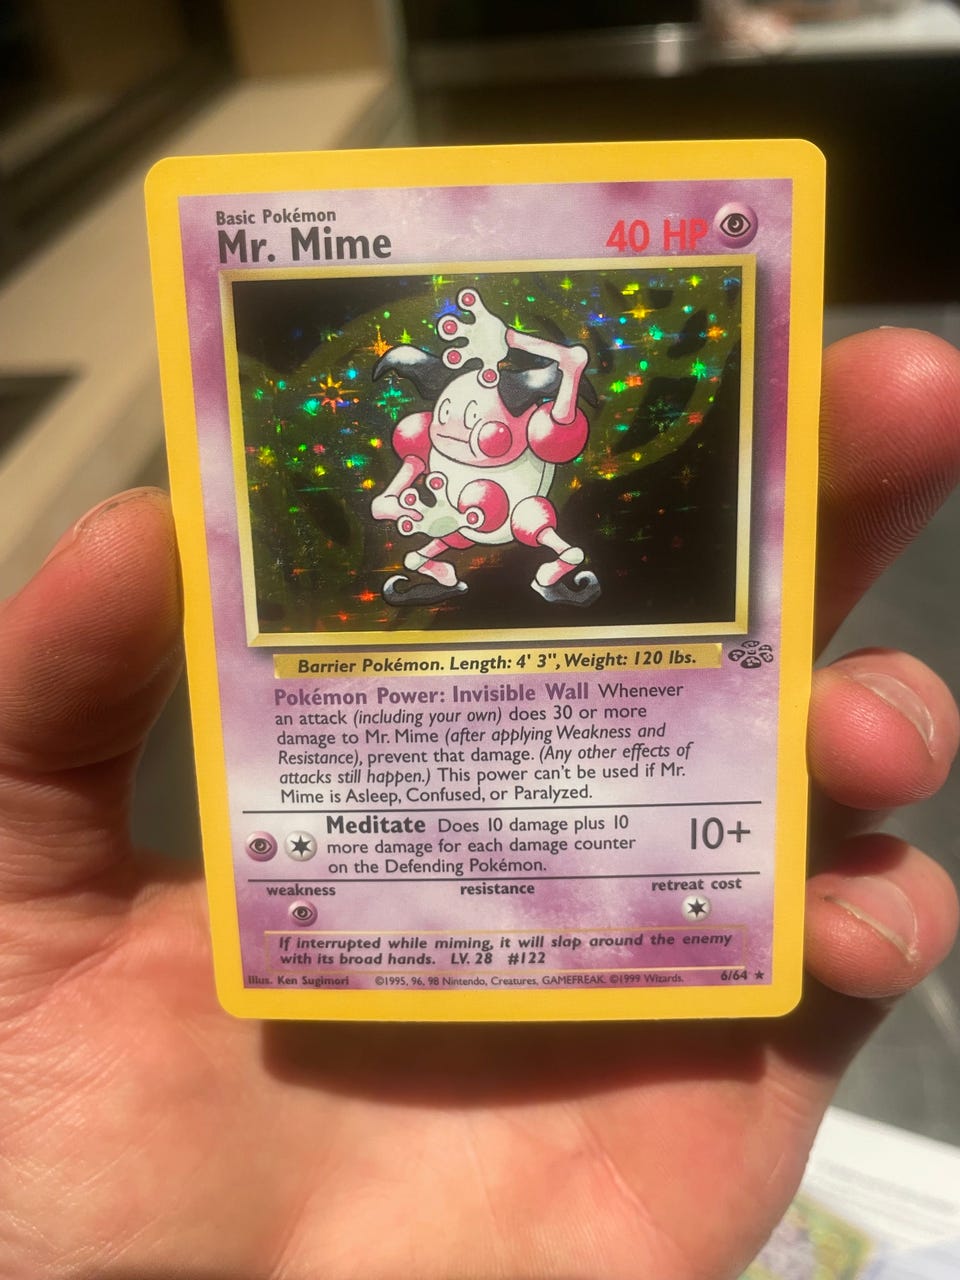 Basic Pokémon
Mr. Mime
40 HP
Barrier Pokémon. Length: 4' 3", Weight: 120 lbs.
Pokémon Power: Invisible Wall Whenever
an attack (including your own) does 30 or more
damage to Mr. Mime (after applying Weakness and
Resistance), prevent that damage. (Any other effects of
attacks still happen.) This power can't be used if Mr.
Mime is Asleep, Confused, or Paralyzed.
Meditate Does 10 damage plus 10
more damage for each damage counter
on the Defending Pokémon.
10+
weakness
resistance
retreat cost
If interrupted while miming, it will slap around the enemy
with its broad hands. LV. 28 #122
Illus. Ken Sugimori ©1995, 96, 98 Nintendo, Creatures, GAMEFREAK. ©1999 Wizards. 6/64 ★